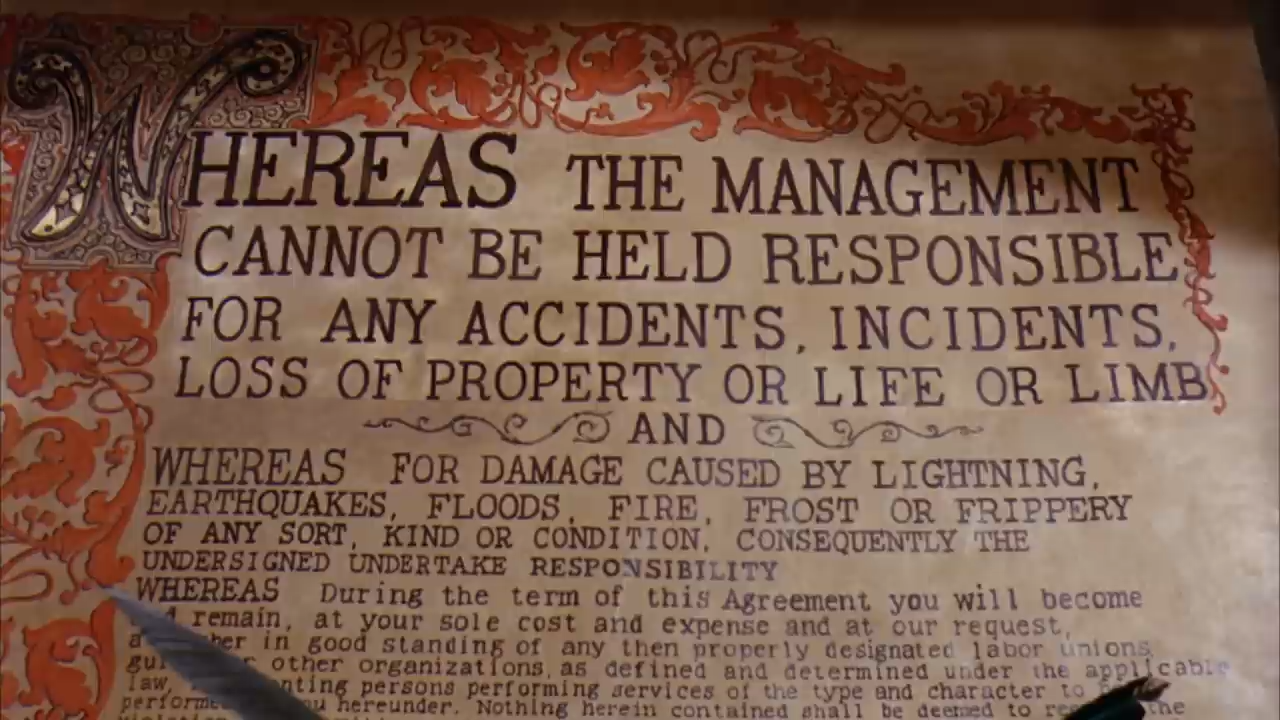 WHEREAS THE MANAGEMENT
CANNOT BE HELD RESPONSIBLE
FOR ANY ACCIDENTS, INCIDENTS,
LOSS OF PROPERTY OR LIFE OR LIMB
AND
WHEREAS FOR DAMAGE CAUSED BY LIGHTNING,
EARTHQUAKES, FLOODS, FIRE, FROST OR FRIPPERY
OF ANY SORT, KIND OR CONDITION, CONSEQUENTLY THE
UNDERSIGNED UNDERTAKE RESPONSIBILITY
WHEREAS During the term of this Agreement you will become
remain, at your sole cost and expense and at our request,
in good standing of any then properly designated labor unions
other organizations, as defined and determined under the applicable
law, persons performing services of the type and character to
hereunder. Nothing herein contained shall be deemed to the